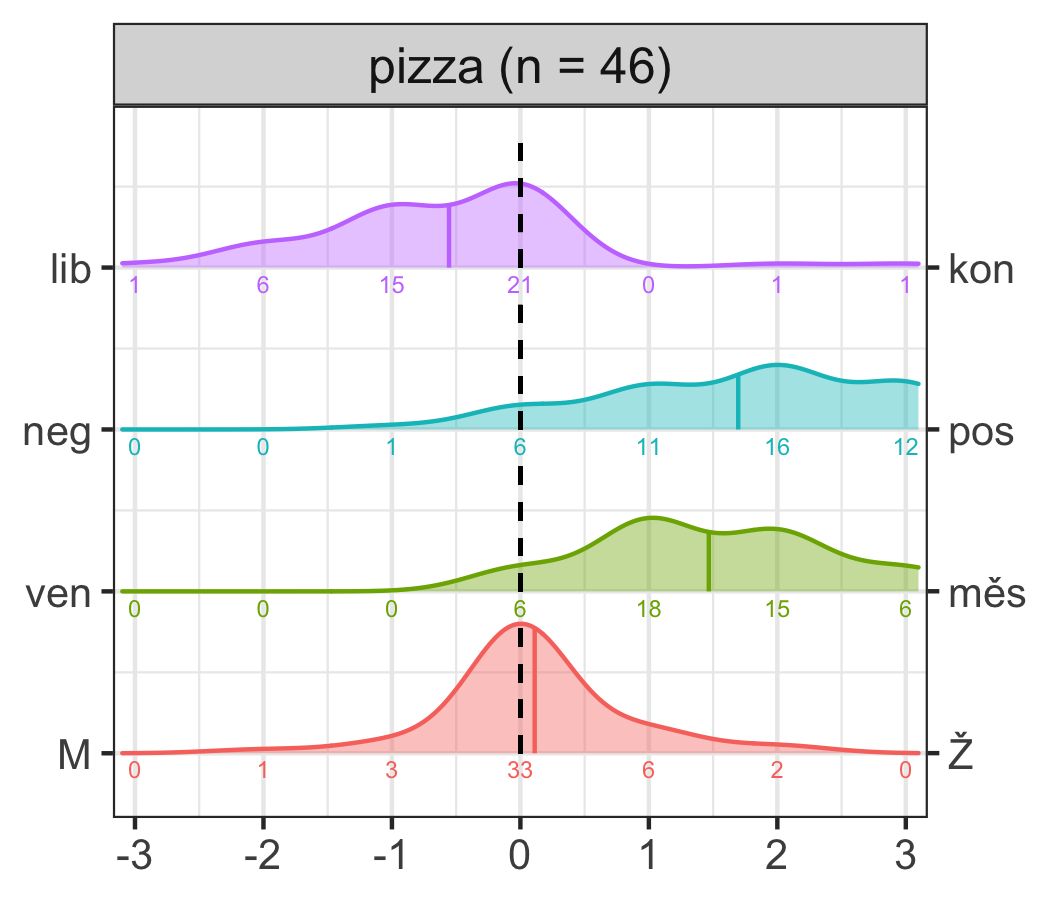 pizza (n = 46)
lib kon
1 6 15 21 0 1 1
neg pos
0 0 1 6 11 16 12
ven měs
0 0 0 6 18 15 6
M Ž
0 1 3 33 6 2 0
-3 -2 -1 0 1 2 3